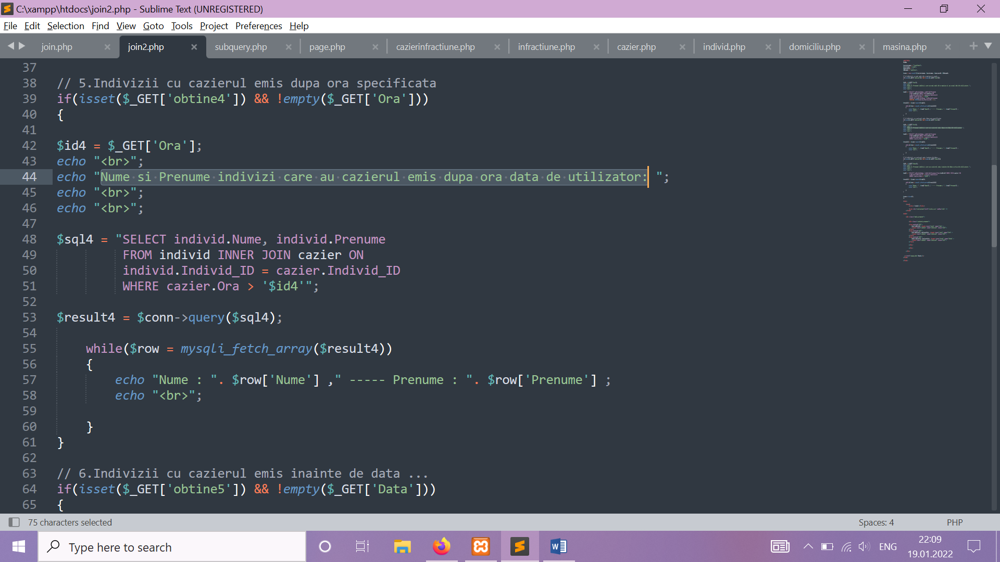 C:\xampp\htdocs\join2.php - Sublime Text (UNREGISTERED)
File Edit Selection Find View Goto Tools Project Preferences Help
join.php join2.php subquery.php page.php cazierinfractiune.php infractiune.php cazier.php individ.php domiciliu.php masina.php
37
38 // 5.Indivizii cu cazierul emis dupa ora specificata
39 if(isset($_GET['obtine4']) && !empty($_GET['Ora']))
40 {
41
42 $id4 = $_GET['Ora'];
43 echo "<br>";
44 echo "Nume si Prenume indivizi care au cazierul emis dupa ora data de utilizator: ";
45 echo "<br>";
46 echo "<br>";
47
48 $sql4 = "SELECT individ.Nume, individ.Prenume
49 FROM individ INNER JOIN cazier ON
50 individ.Individ_ID = cazier.Individ_ID
51 WHERE cazier.Ora > '$id4'";
52
53 $result4 = $conn->query($sql4);
54
55 while($row = mysqli_fetch_array($result4))
56 {
57 echo "Nume : ". $row['Nume'] ," ----- Prenume : ". $row['Prenume'] ;
58 echo "<br>";
59
60 }
61 }
62
63 // 6.Indivizii cu cazierul emis inainte de data ...
64 if(isset($_GET['obtine5']) && !empty($_GET['Data']))
65 {
75 characters selected Spaces: 4 PHP
Type here to search ENG 22:09
19.01.2022